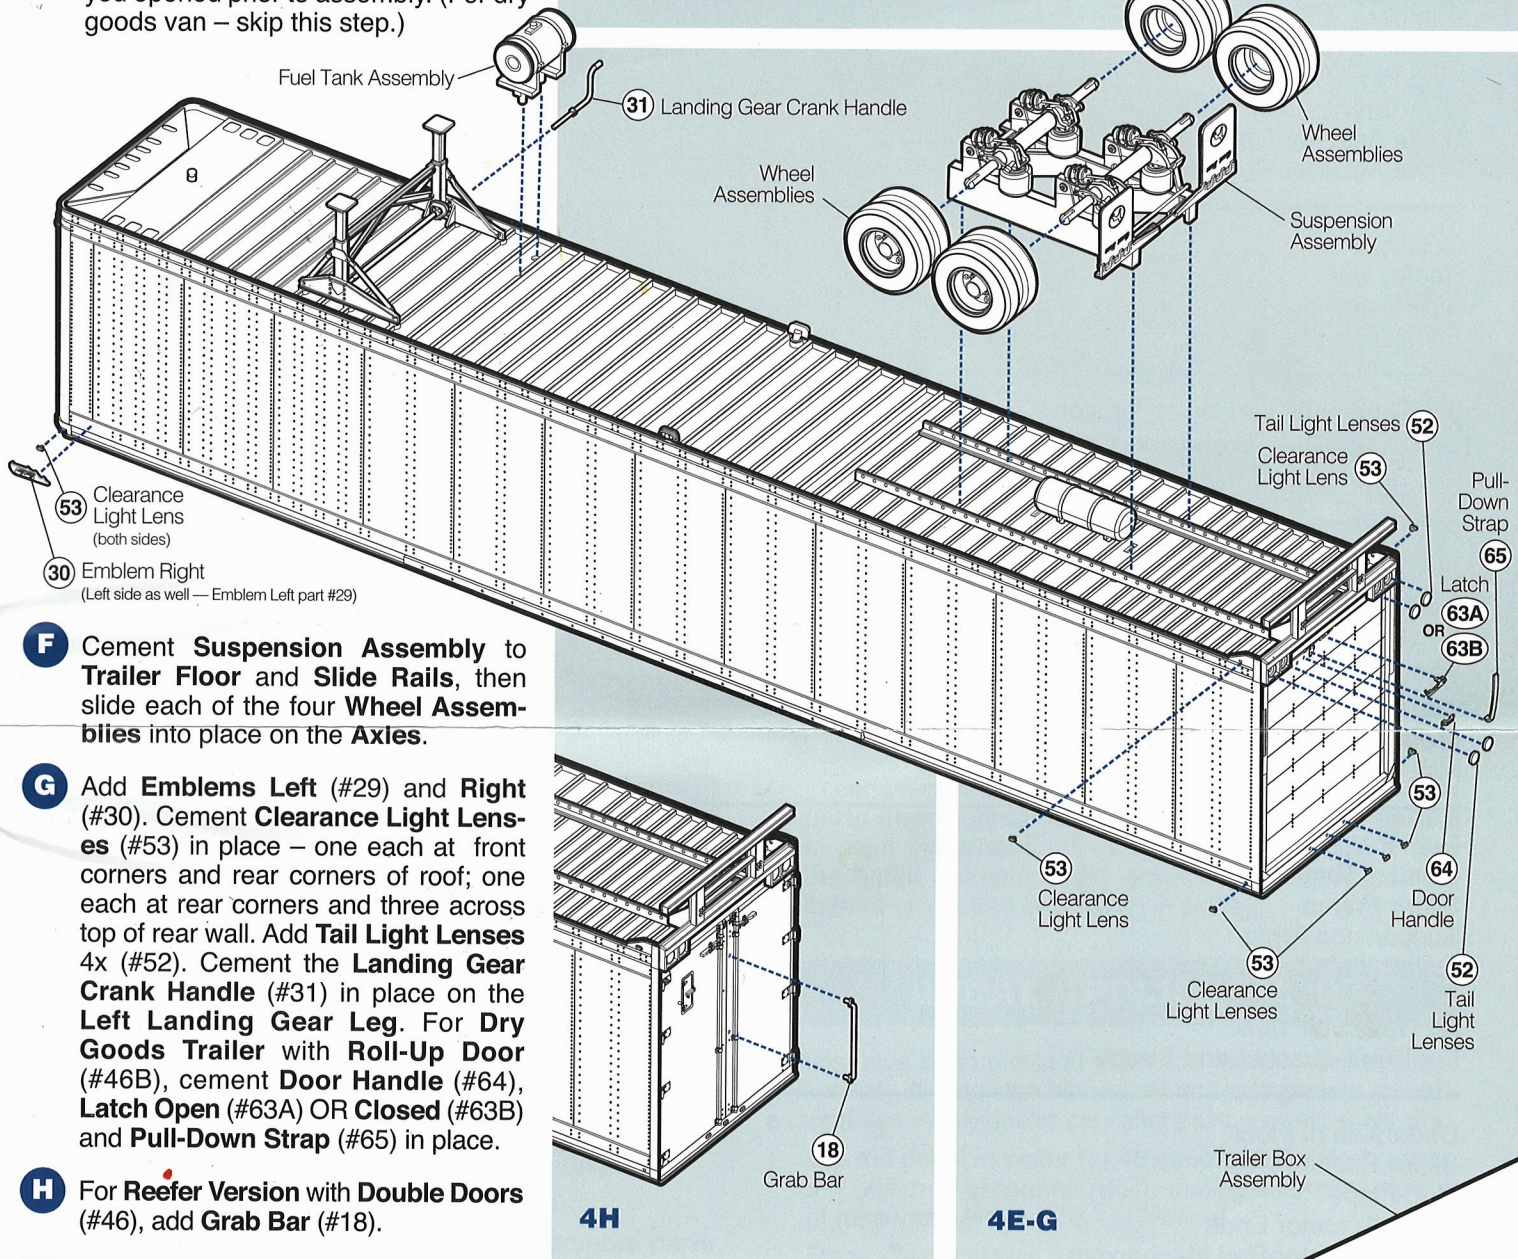 goods van – skip this step.)
Fuel Tank Assembly
31 Landing Gear Crank Handle
Wheel
Assemblies
Wheel
Assemblies
Suspension
Assembly
Tail Light Lenses 52
Clearance
Light Lens 53
Pull-
Down
Strap
65
Latch
63A
OR
63B
53 Clearance
Light Lens
(both sides)
30 Emblem Right
(Left side as well — Emblem Left part #29)
F Cement Suspension Assembly to
Trailer Floor and Slide Rails, then
slide each of the four Wheel Assem-
blies into place on the Axles.
G Add Emblems Left (#29) and Right
(#30). Cement Clearance Light Lens-
es (#53) in place – one each at front
corners and rear corners of roof; one
each at rear corners and three across
top of rear wall. Add Tail Light Lenses
4x (#52). Cement the Landing Gear
Crank Handle (#31) in place on the
Left Landing Gear Leg. For Dry
Goods Trailer with Roll-Up Door
(#46B), cement Door Handle (#64),
Latch Open (#63A) OR Closed (#63B)
and Pull-Down Strap (#65) in place.
H For Reefer Version with Double Doors
(#46), add Grab Bar (#18).
53
Clearance
Light Lens
53
64
Door
Handle
53
Clearance
Light Lenses
52
Tail
Light
Lenses
18
Grab Bar
Trailer Box
Assembly
4H
4E-G